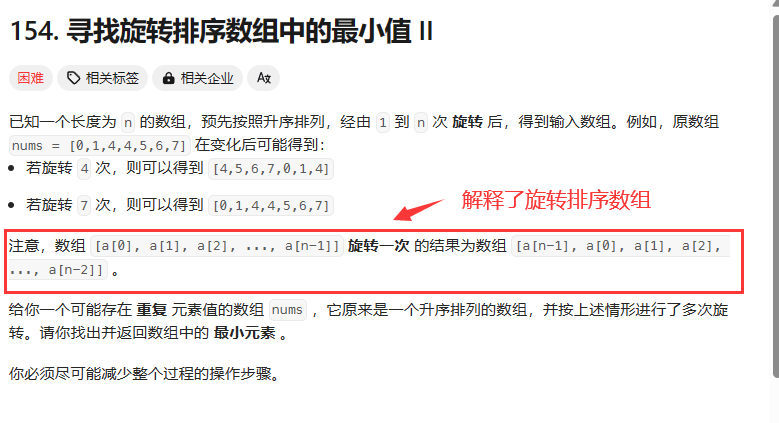 154. 寻找旋转排序数组中的最小值 II
困难 相关标签 相关企业 Aあ
已知一个长度为 n 的数组，预先按照升序排列，经由 1 到 n 次 旋转 后，得到输入数组。例如，原数组
nums = [0,1,4,4,5,6,7] 在变化后可能得到：
若旋转 4 次，则可以得到 [4,5,6,7,0,1,4]
若旋转 7 次，则可以得到 [0,1,4,4,5,6,7]
解释了旋转排序数组
注意，数组 [a[0], a[1], a[2], ..., a[n-1]] 旋转一次 的结果为数组 [a[n-1], a[0], a[1], a[2],
..., a[n-2]] 。
给你一个可能存在 重复 元素值的数组 nums ，它原来是一个升序排列的数组，并按上述情形进行了多次旋
转。请你找出并返回数组中的 最小元素 。
你必须尽可能减少整个过程的操作步骤。